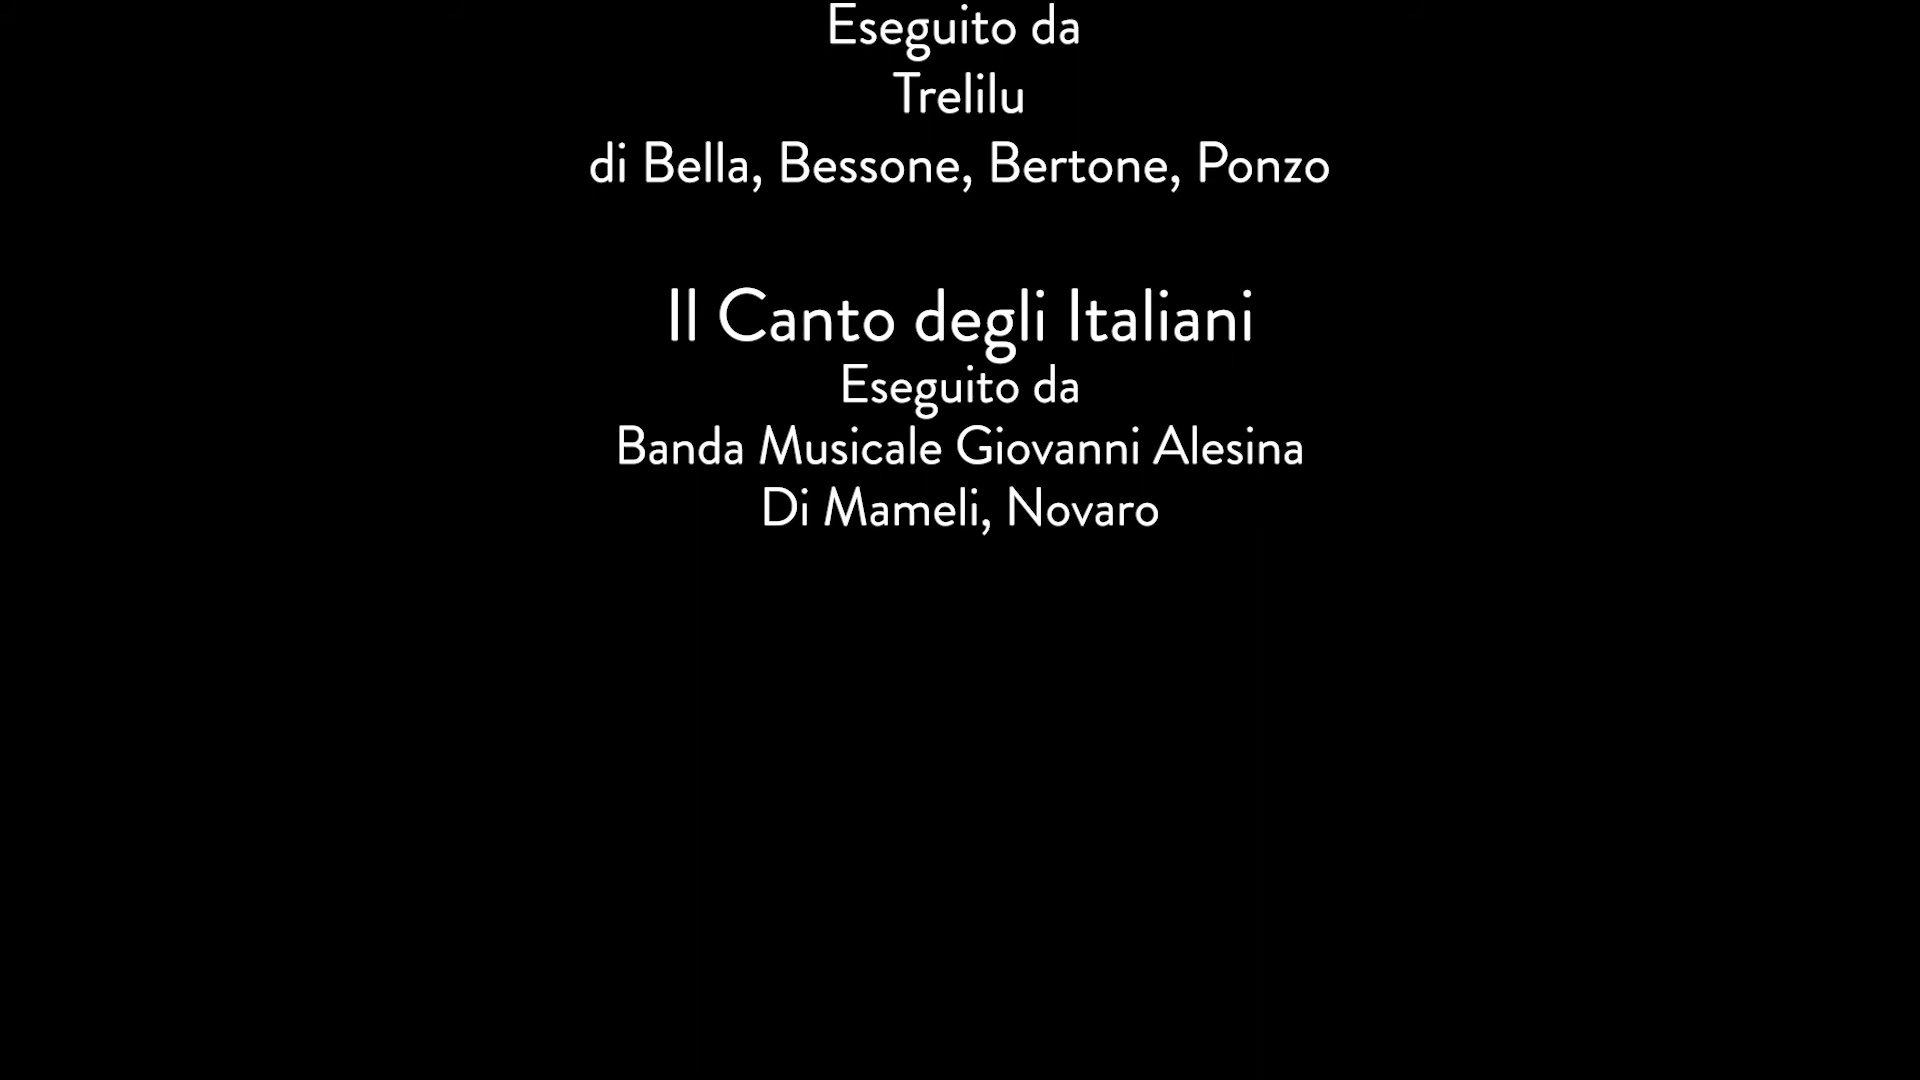 Eseguito da
Trelilu
di Bella, Bessone, Bertone, Ponzo
Il Canto degli Italiani
Eseguito da
Banda Musicale Giovanni Alesina
Di Mameli, Novaro